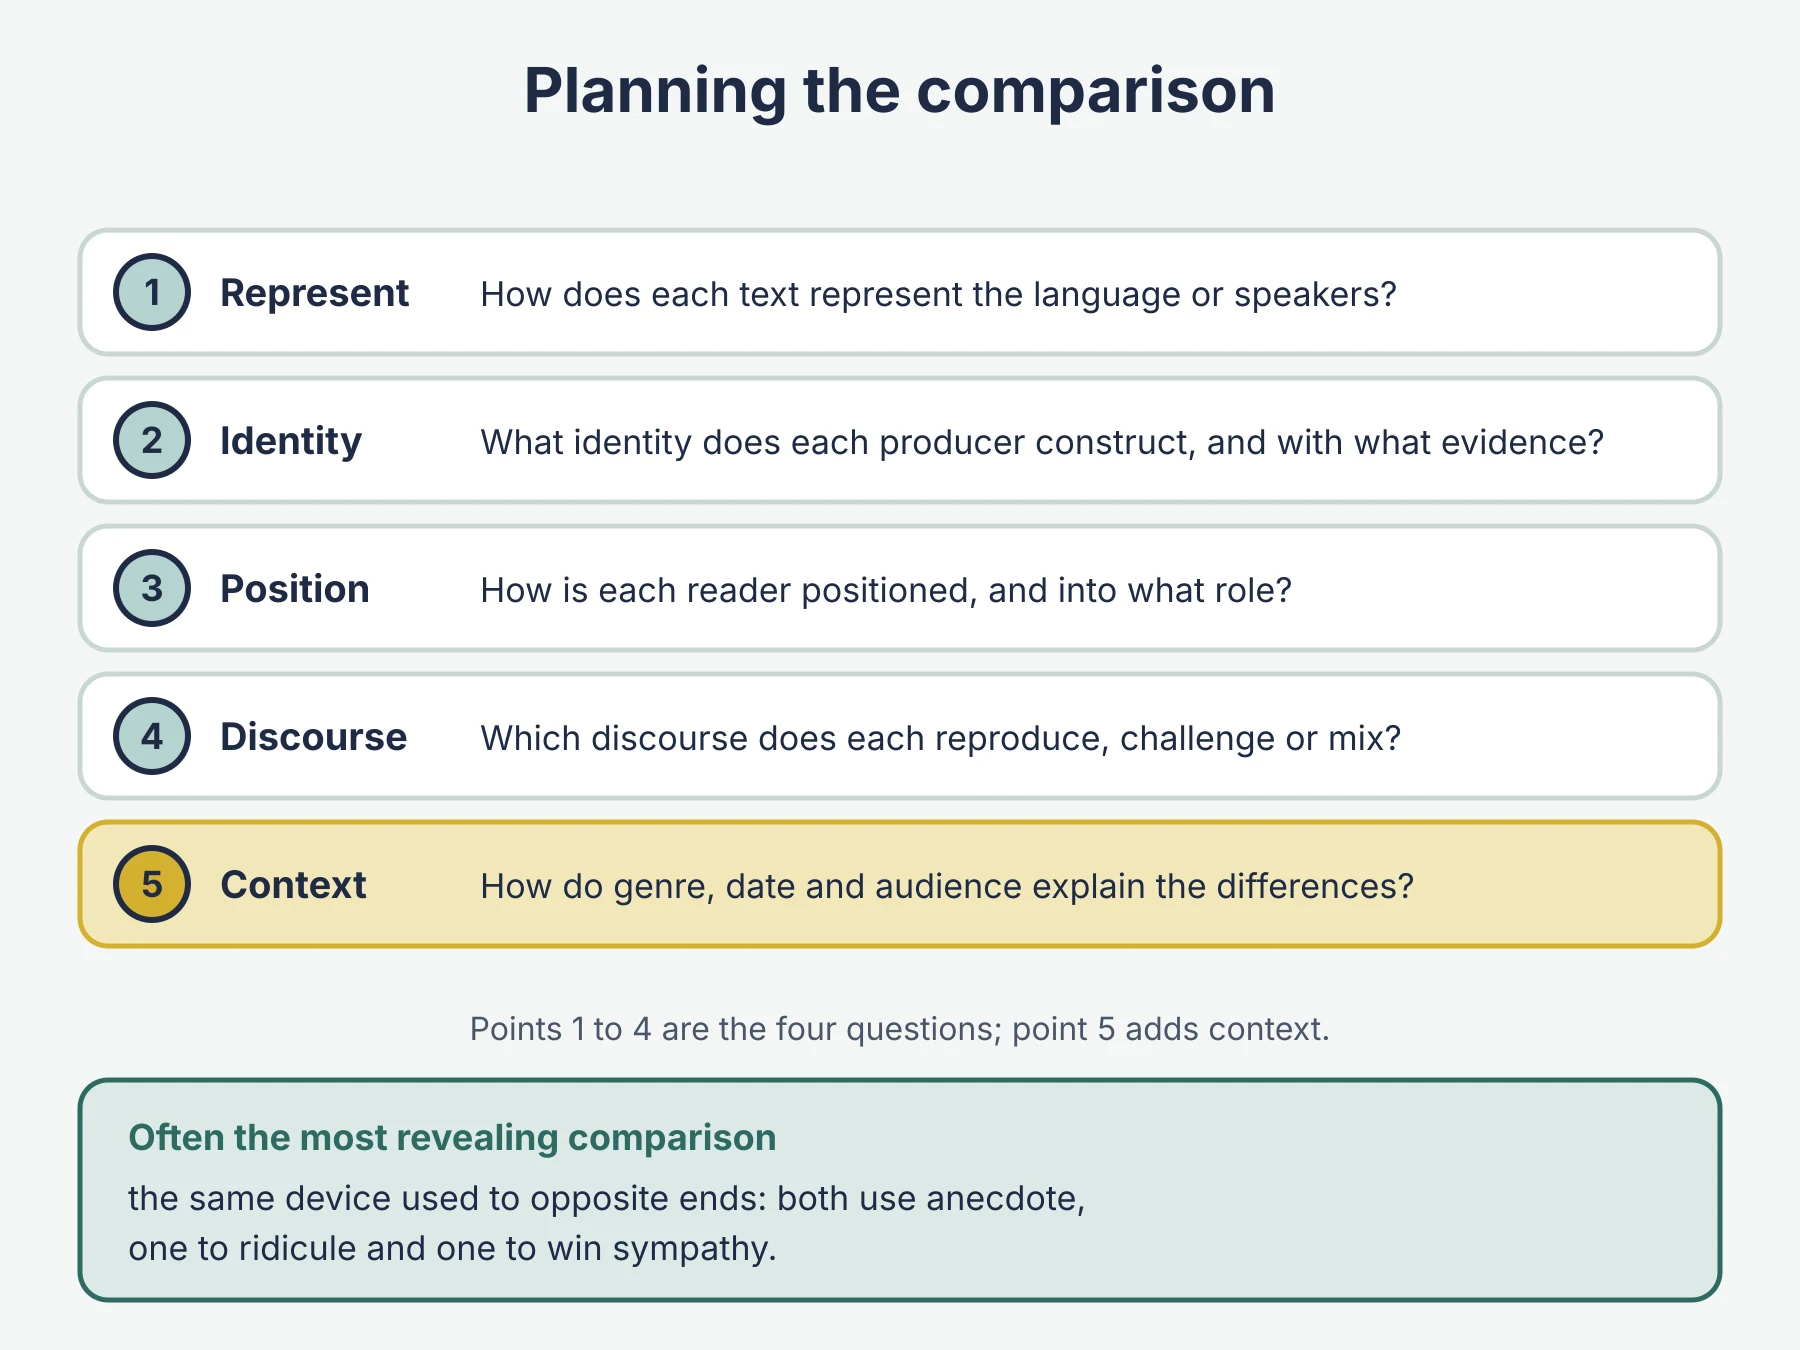 Planning the comparison
1 Represent How does each text represent the language or speakers?
2 Identity What identity does each producer construct, and with what evidence?
3 Position How is each reader positioned, and into what role?
4 Discourse Which discourse does each reproduce, challenge or mix?
5 Context How do genre, date and audience explain the differences?
Points 1 to 4 are the four questions; point 5 adds context.
Often the most revealing comparison
the same device used to opposite ends: both use anecdote,
one to ridicule and one to win sympathy.